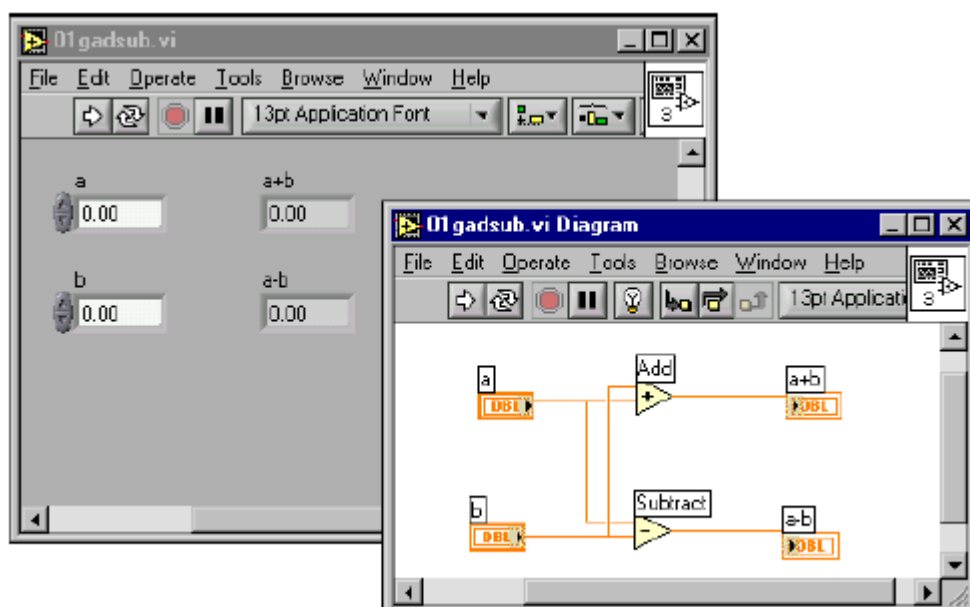 01gadsub.vi
File Edit Operate Tools Browse Window Help
13pt Application Font
3
a
a+b
0.00
0.00
b
a-b
0.00
0.00
01gadsub.vi Diagram
File Edit Operate Tools Browse Window Help
13pt Applicati
3
a
Add
a+b
DBL
+
DBL
b
Subtract
a-b
DBL
-
DBL